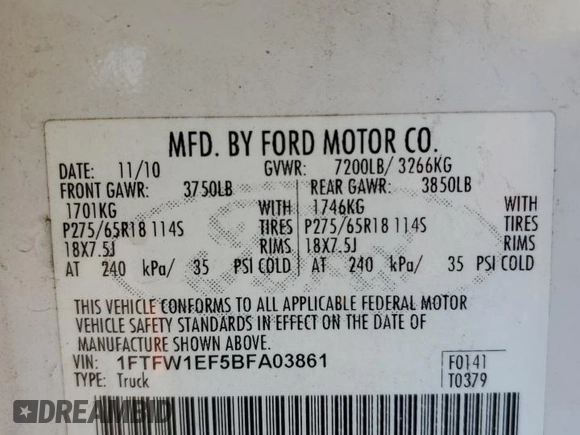 MFD. BY FORD MOTOR CO.
DATE: 11/10 GVWR: 7200LB/ 3266KG
FRONT GAWR: 3750LB REAR GAWR: 3850LB
1701KG WITH 1746KG WITH
P275/65R18 114S TIRES P275/65R18 114S TIRES
18X7.5J RIMS 18X7.5J RIMS
AT 240 kPa/ 35 PSI COLD AT 240 kPa/ 35 PSI COLD
THIS VEHICLE CONFORMS TO ALL APPLICABLE FEDERAL MOTOR
VEHICLE SAFETY STANDARDS IN EFFECT ON THE DATE OF
MANUFACTURE SHOWN ABOVE.
VIN: 1FTFW1EF5BFA03861 F0141
TYPE: Truck T0379
DREAMBID